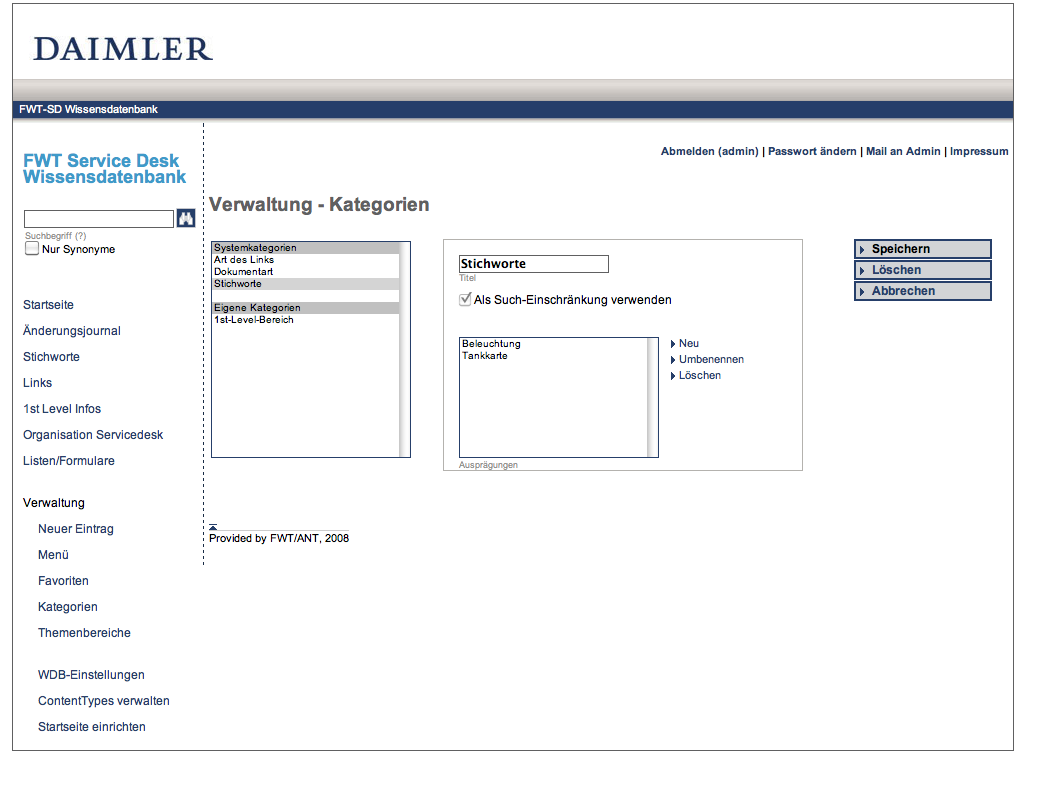 DAIMLER
FWT-SD Wissensdatenbank
Abmelden (admin) | Passwort ändern | Mail an Admin | Impressum
FWT Service Desk
Wissensdatenbank
Suchbegriff (?)
Nur Synonyme
Startseite
Änderungsjournal
Stichworte
Links
1st Level Infos
Organisation Servicedesk
Listen/Formulare
Verwaltung
Neuer Eintrag
Menü
Favoriten
Kategorien
Themenbereiche
WDB-Einstellungen
ContentTypes verwalten
Startseite einrichten
Verwaltung - Kategorien
Systemkategorien
Art des Links
Dokumentart
Stichworte
Eigene Kategorien
1st-Level-Bereich
Stichworte
Titel
Als Such-Einschränkung verwenden
Beleuchtung
Tankkarte
Ausprägungen
Neu
Umbenennen
Löschen
Speichern
Löschen
Abbrechen
Provided by FWT/ANT, 2008